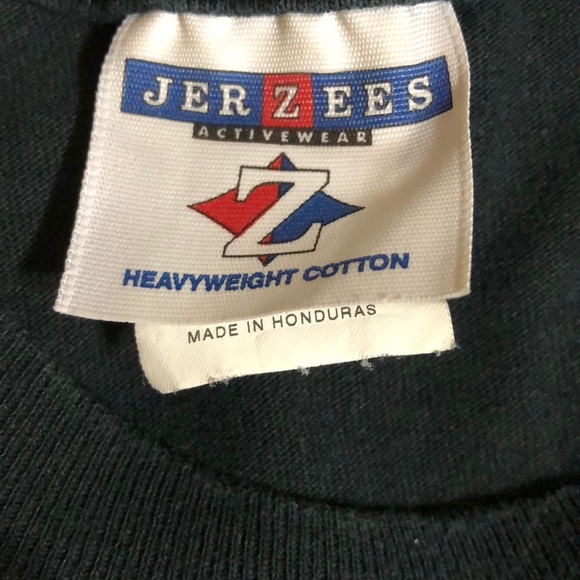 JERZEES
ACTIVEWEAR
Z
HEAVYWEIGHT COTTON
MADE IN HONDURAS